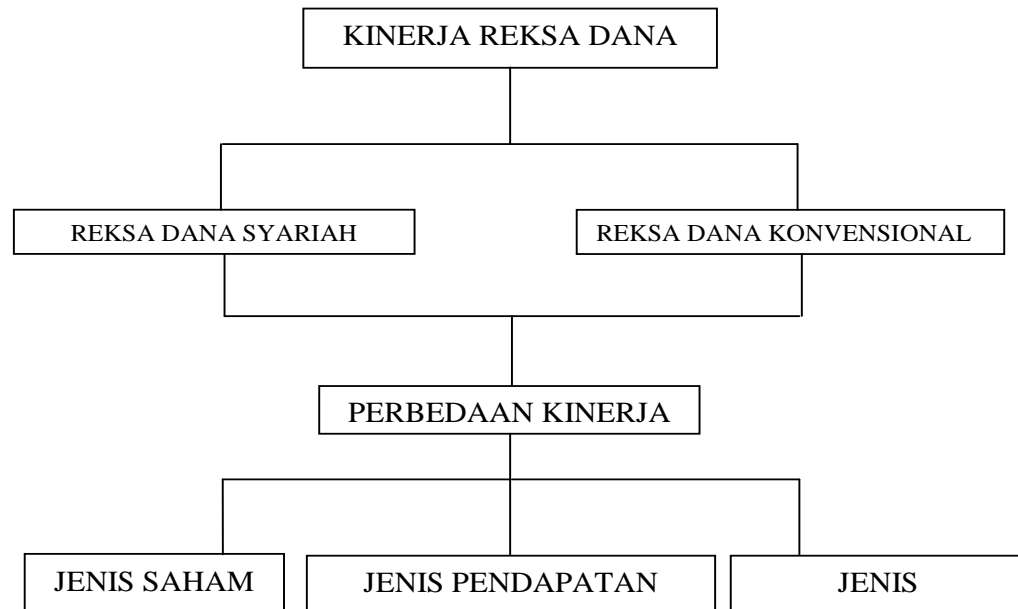 KINERJA REKSA DANA
REKSA DANA SYARIAH
REKSA DANA KONVENSIONAL
PERBEDAAN KINERJA
JENIS SAHAM
JENIS PENDAPATAN
JENIS